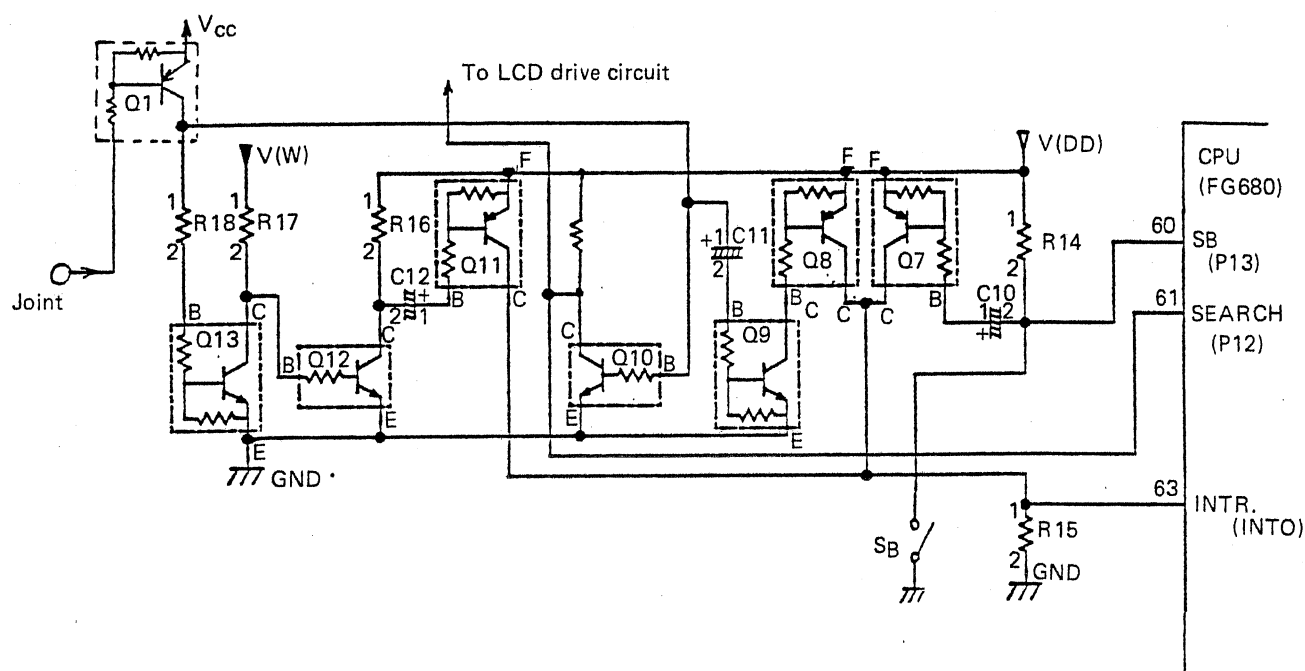 Vcc
To LCD drive circuit
Q1
V(W)
F
F
F
V(DD)
CPU
(FG680)
1
R18
2
1
R17
2
1
R16
2
Q11
+1
C11
2
Q8
Q7
1
R14
2
60
SB
(P13)
Joint
C12
+
2
1
B
C
B
C
C
C
B
C10
1
2
+
61
SEARCH
(P12)
B
C
Q13
B
Q12
C
C
Q10
B
B
Q9
E
E
E
E
GND
63
INTR.
(INTO)
1
R15
2
SB
GND